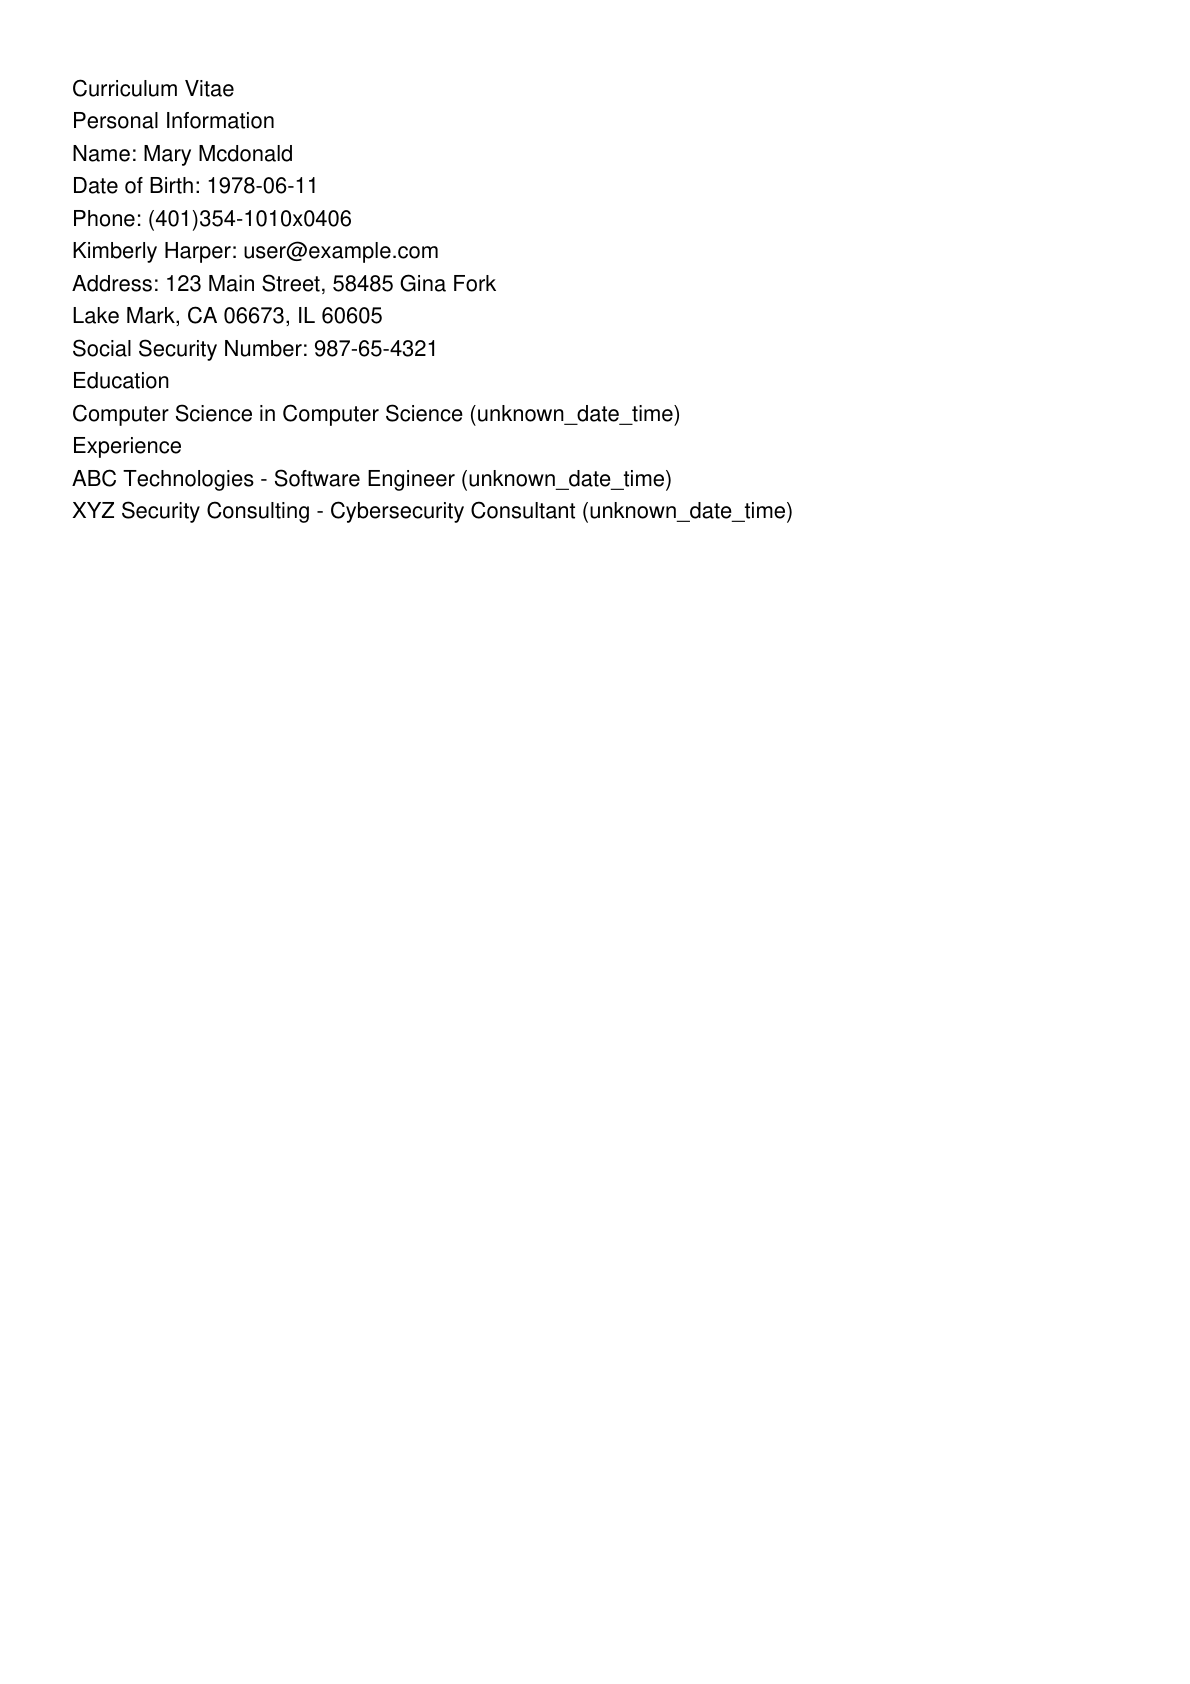 Curriculum Vitae
Personal Information
Name: Mary Mcdonald
Date of Birth: 1978-06-11
Phone: (401)354-1010x0406
Kimberly Harper: user@example.com
Address: 123 Main Street, 58485 Gina Fork
Lake Mark, CA 06673, IL 60605
Social Security Number: 987-65-4321
Education
Computer Science in Computer Science (unknown_date_time)
Experience
ABC Technologies - Software Engineer (unknown_date_time)
XYZ Security Consulting - Cybersecurity Consultant (unknown_date_time)